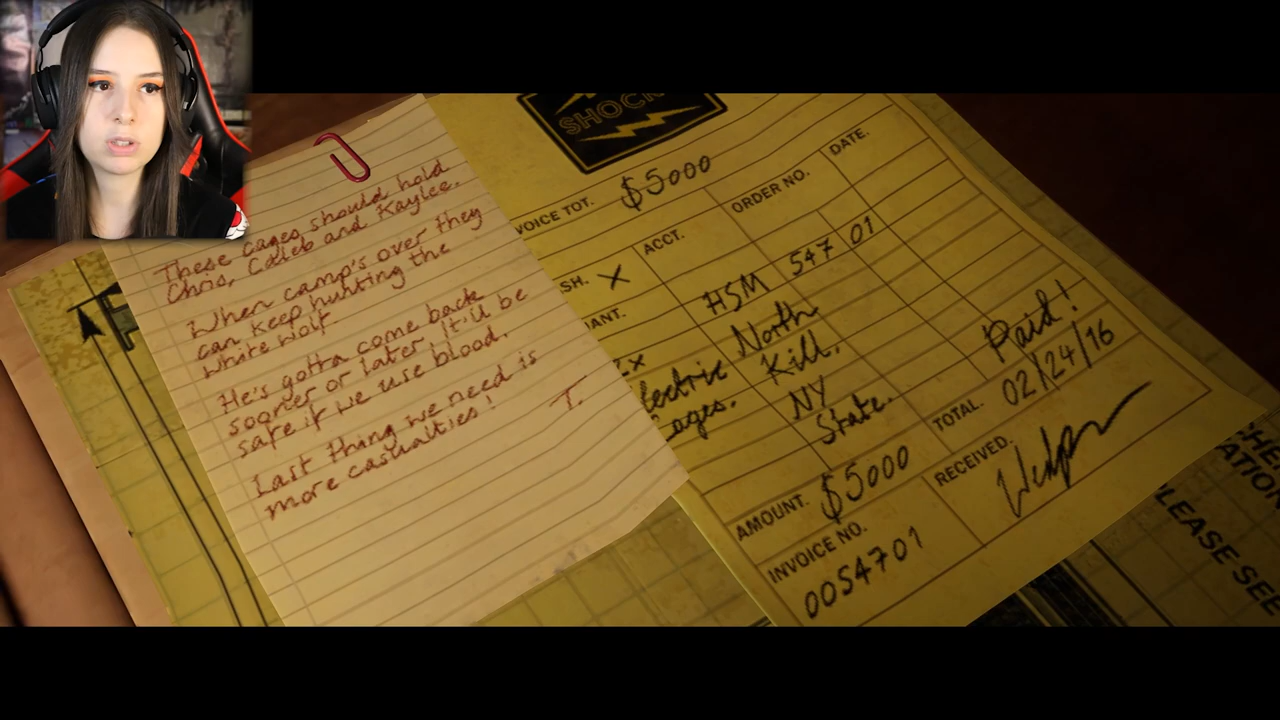 These cages should hold
Chris, Caleb and Kaylee.
When camp's over they
can keep hunting the
white wolf.
He's gotta come back
sooner or later. It'll be
safe if we use blood.
Last thing we need is
more casualties!
T.
SHOCK
VOICE TOT. $5000
ORDER NO.
DATE.
SH. X
ACCT.
HSM 547 01
ANT.
North
Kill,
NY
State.
Paid!
02/24/16
TOTAL.
AMOUNT. $5000
RECEIVED.
INVOICE NO.
0054701
LEASE SEE